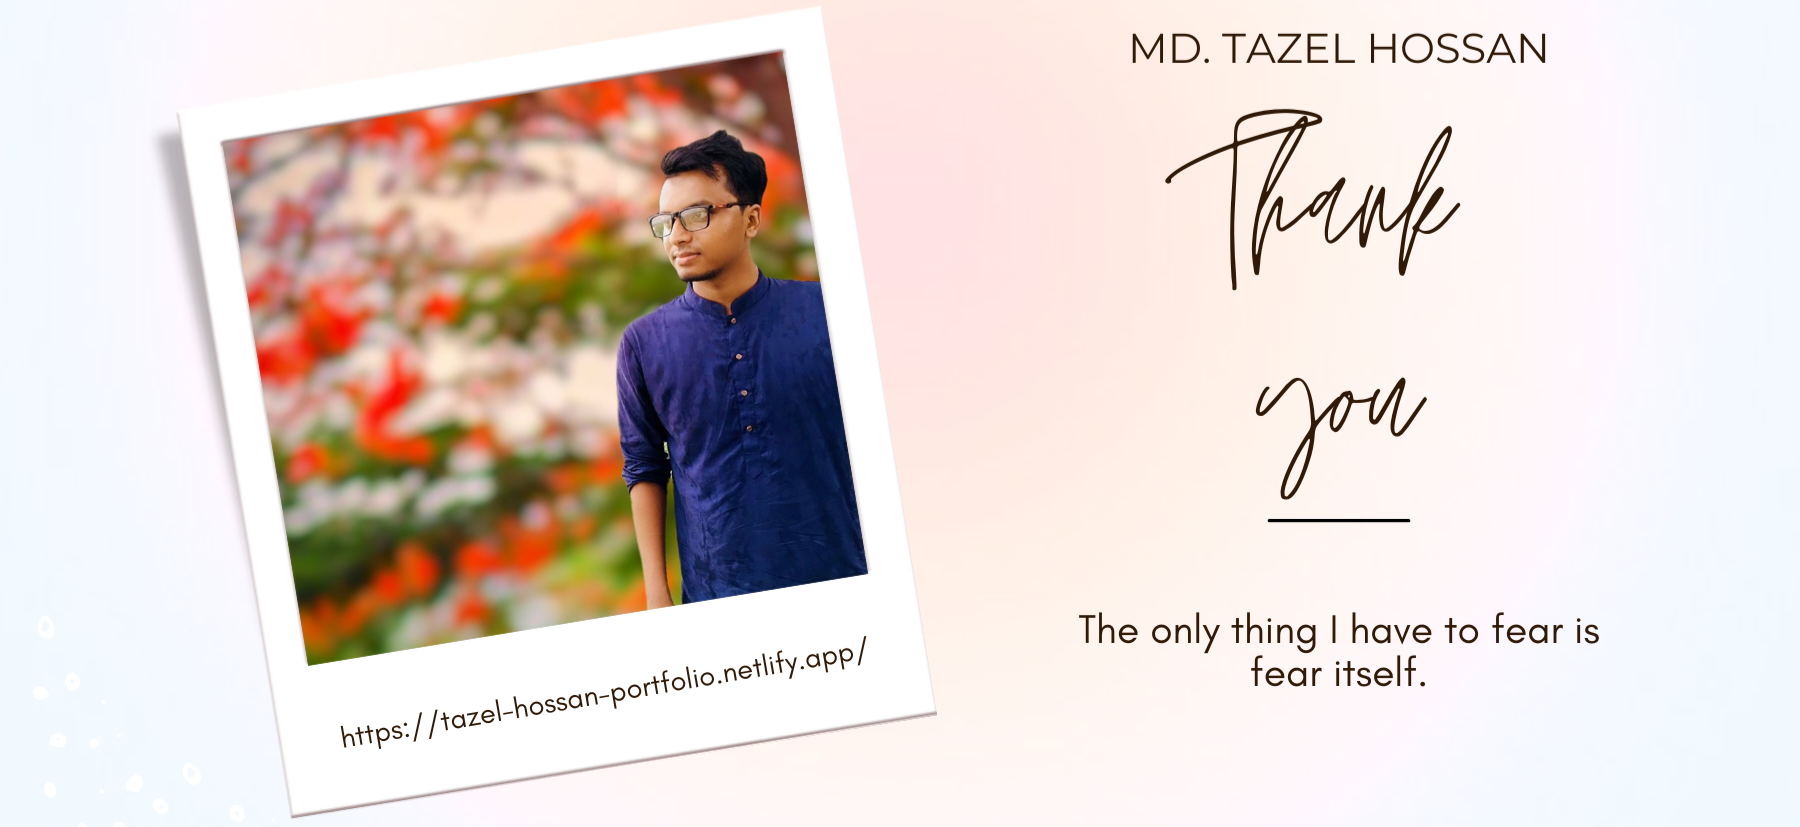 MD. TAZEL HOSSAN
Thank
you
The only thing I have to fear is
fear itself.
https://tazel-hossan-portfolio.netlify.app/